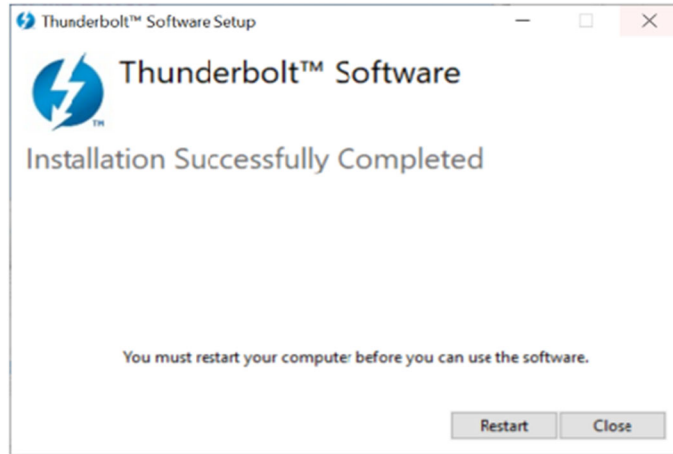 Thunderbolt™ Software Setup
Thunderbolt™ Software
TM
Installation Successfully Completed
You must restart your computer before you can use the software.
Restart Close